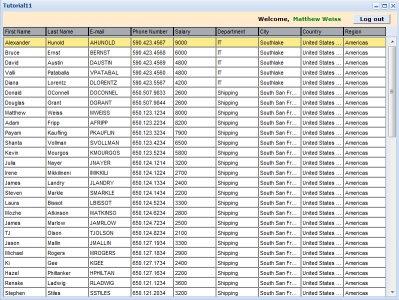 Tutorial11
Welcome, Matthew Weiss Log out
First Name Last Name E-mail Phone Number Salary Department City Country Region
Alexander Hunold AHUNOLD 590.423.4567 9000 IT Southlake United States ... Americas
Bruce Ernst BERNST 590.423.4568 6000 IT Southlake United States ... Americas
David Austin DAUSTIN 590.423.4569 4800 IT Southlake United States ... Americas
Valli Pataballa VPATABAL 590.423.4560 4800 IT Southlake United States ... Americas
Diana Lorentz DLORENTZ 590.423.5567 4200 IT Southlake United States ... Americas
Donald OConnell DOCONNEL 650.507.9833 2600 Shipping South San Fr... United States ... Americas
Douglas Grant DGRANT 650.507.9844 2600 Shipping South San Fr... United States ... Americas
Matthew Weiss MWEISS 650.123.1234 8000 Shipping South San Fr... United States ... Americas
Adam Fripp AFRIPP 650.123.2234 8200 Shipping South San Fr... United States ... Americas
Payam Kaufling PKAUFLIN 650.123.3234 7900 Shipping South San Fr... United States ... Americas
Shanta Vollman SVOLLMAN 650.123.4234 6500 Shipping South San Fr... United States ... Americas
Kevin Mourgos KMOURGOS 650.123.5234 5800 Shipping South San Fr... United States ... Americas
Julia Nayer JNAYER 650.124.1214 3200 Shipping South San Fr... United States ... Americas
Irene Mikkilineni IMIKKILI 650.124.1224 2700 Shipping South San Fr... United States ... Americas
James Landry JLANDRY 650.124.1334 2400 Shipping South San Fr... United States ... Americas
Steven Markle SMARKLE 650.124.1434 2200 Shipping South San Fr... United States ... Americas
Laura Bissot LBISSOT 650.124.5234 3300 Shipping South San Fr... United States ... Americas
Mozhe Atkinson MATKINSO 650.124.6234 2800 Shipping South San Fr... United States ... Americas
James Marlow JAMRLOW 650.124.7234 2500 Shipping South San Fr... United States ... Americas
TJ Olson TJOLSON 650.124.8234 2100 Shipping South San Fr... United States ... Americas
Jason Mallin JMALLIN 650.127.1934 3300 Shipping South San Fr... United States ... Americas
Michael Rogers MROGERS 650.127.1834 2900 Shipping South San Fr... United States ... Americas
Ki Gee KGEE 650.127.1734 2400 Shipping South San Fr... United States ... Americas
Hazel Philtanker HPHILTAN 650.127.1634 2200 Shipping South San Fr... United States ... Americas
Renske Ladwig RLADWIG 650.121.1234 3600 Shipping South San Fr... United States ... Americas
Stephen Stiles SSTILES 650.121.2034 3200 Shipping South San Fr... United States ... Americas